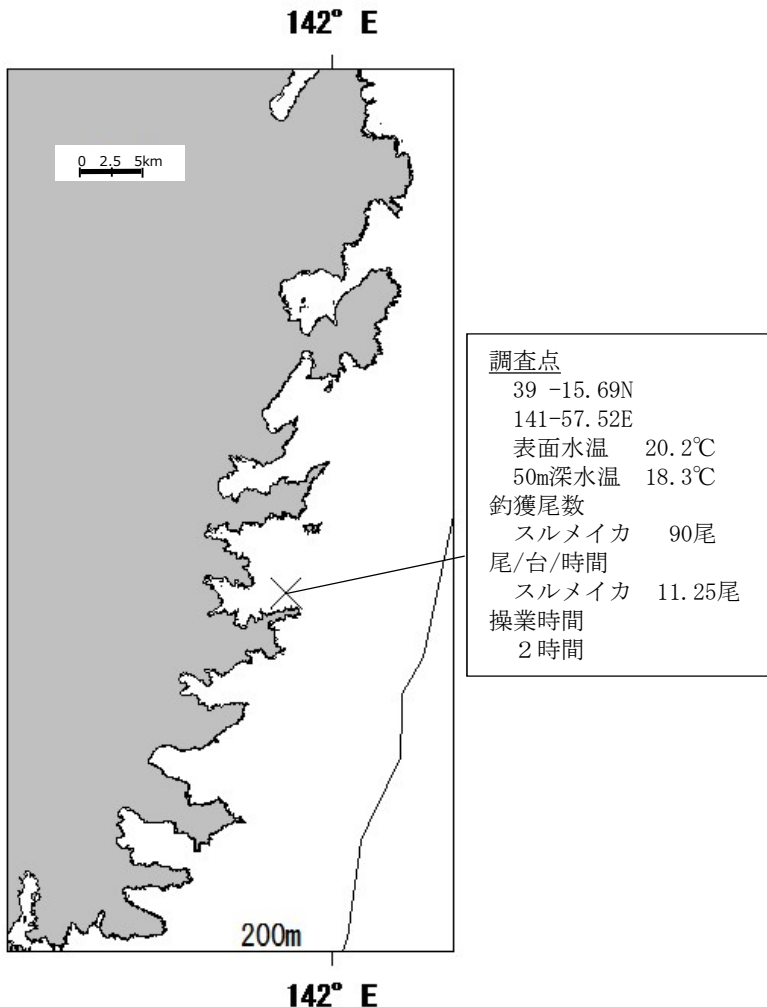 142° E
0 2.5 5km
調査点
39 -15.69N
141-57.52E
表面水温 20.2℃
50m深水温 18.3℃
釣獲尾数
スルメイカ 90尾
尾/台/時間
スルメイカ 11.25尾
操業時間
２時間
200m
142° E